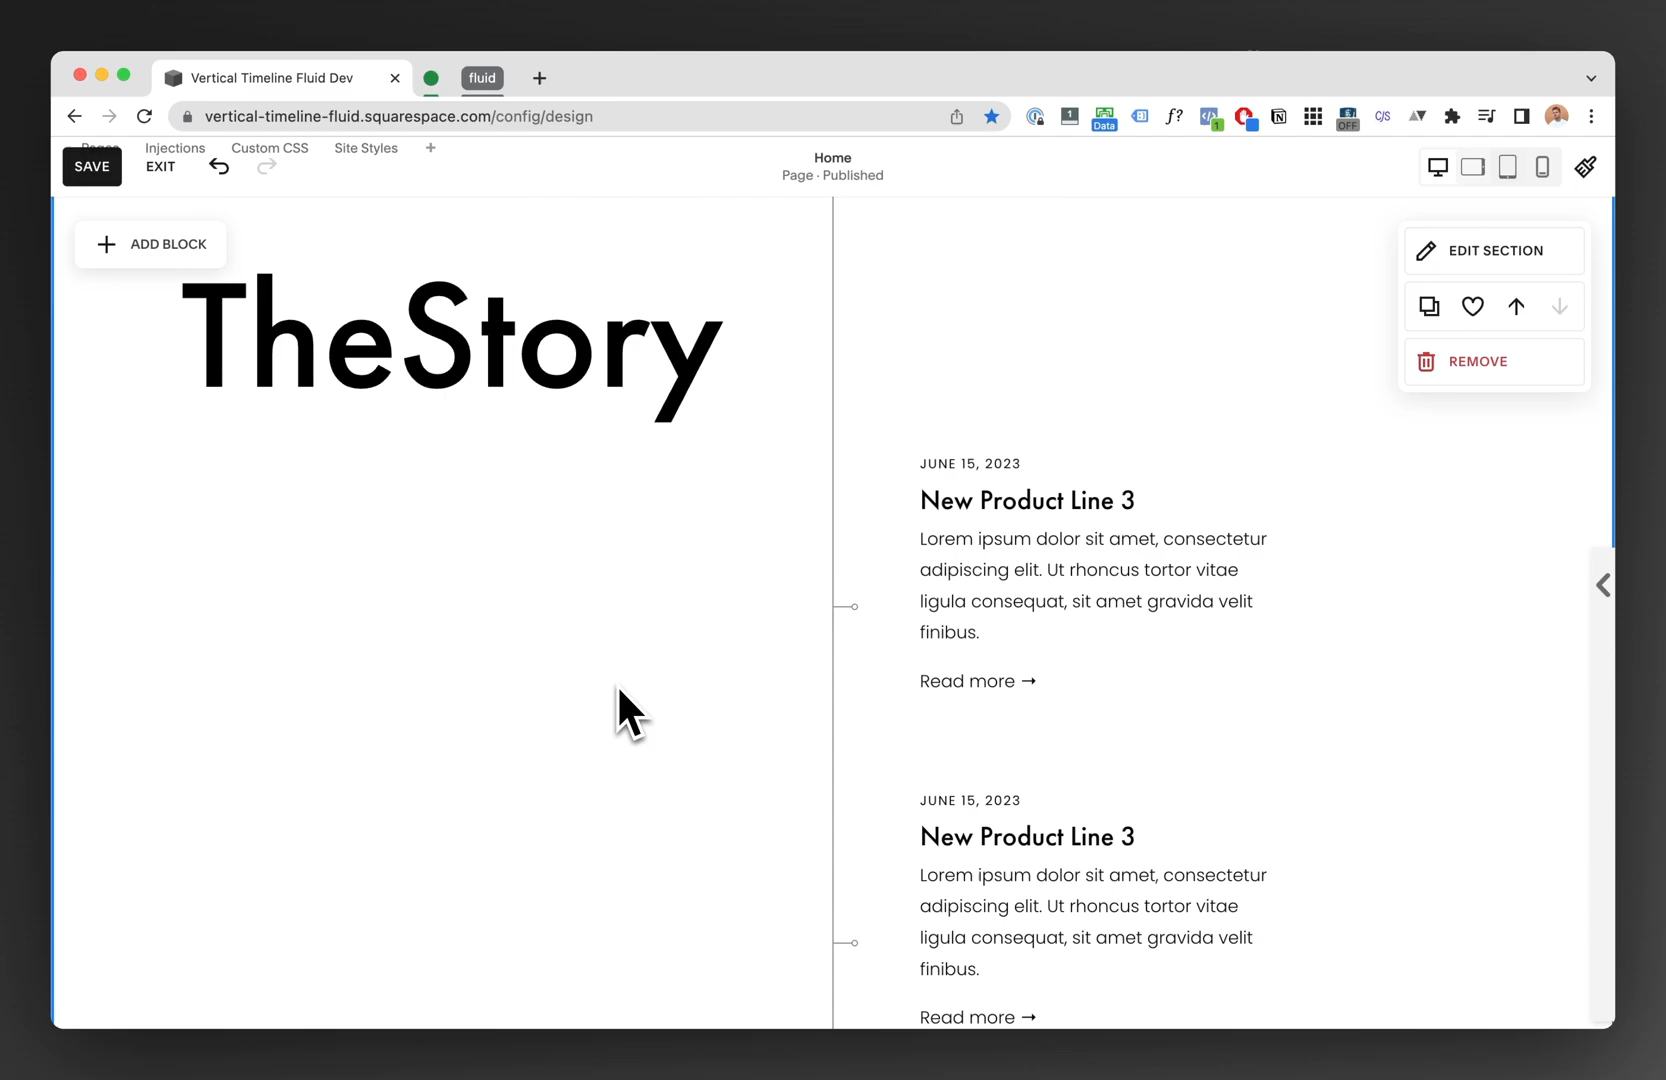 Vertical Timeline Fluid Dev
fluid
vertical-timeline-fluid.squarespace.com/config/design
1
Data
f?
1
OFF
C/S
Pages
Injections
Custom CSS
Site Styles
SAVE
EXIT
Home
Page · Published
ADD BLOCK
EDIT SECTION
REMOVE
TheStory
JUNE 15, 2023
New Product Line 3
Lorem ipsum dolor sit amet, consectetur
adipiscing elit. Ut rhoncus tortor vitae
ligula consequat, sit amet gravida velit
finibus.
Read more →
JUNE 15, 2023
New Product Line 3
Lorem ipsum dolor sit amet, consectetur
adipiscing elit. Ut rhoncus tortor vitae
ligula consequat, sit amet gravida velit
finibus.
Read more →